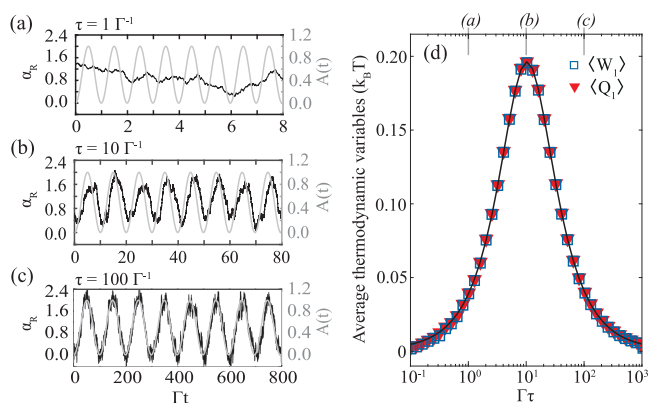 (a) τ = 1 Γ⁻¹
2.4
1.6
0.8
0.0
α_R
1.2
0.8
0.4
0.0
A(t)
0 2 4 6 8
(b) τ = 10 Γ⁻¹
2.4
1.6
0.8
0.0
α_R
1.2
0.8
0.4
0.0
A(t)
0 20 40 60 80
(c) τ = 100 Γ⁻¹
2.4
1.6
0.8
0.0
α_R
1.2
0.8
0.4
0.0
A(t)
0 200 400 600 800
Γt
(a) (b) (c)
(d)
⟨W₁⟩
⟨Q₁⟩
Average thermodynamic variables (k_BT)
0.20
0.15
0.10
0.05
0
10⁻¹ 10⁰ 10¹ 10² 10³
Γτ